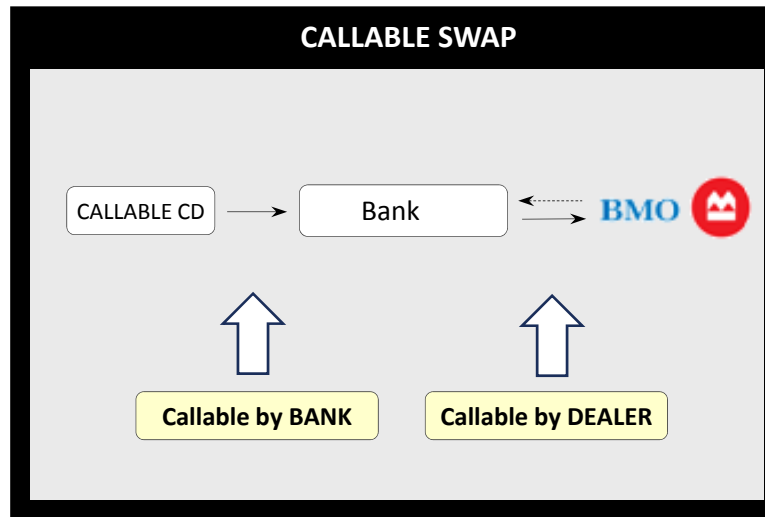 CALLABLE SWAP
CALLABLE CD
Bank
BMO
Callable by BANK
Callable by DEALER